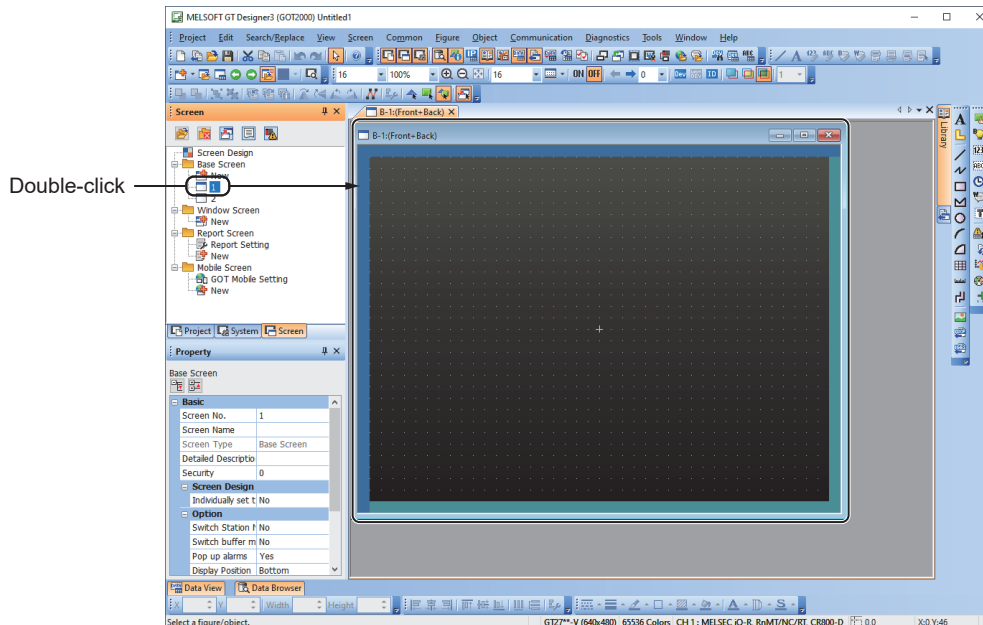 MELSOFT GT Designer3 (GOT2000) Untitled1
Project Edit Search/Replace View Screen Common Figure Object Communication Diagnostics Tools Window Help
16 100% 16 ON OFF 0 Dev ID 1
Screen
B-1:(Front+Back)
B-1:(Front+Back)
Library
Screen Design
Base Screen
New
Double-click
1
2
Window Screen
New
Report Screen
Report Setting
New
Mobile Screen
GOT Mobile Setting
New
Project System Screen
Property
Base Screen
Basic
Screen No. 1
Screen Name
Screen Type Base Screen
Detailed Descriptio
Security 0
Screen Design
Individually set t No
Option
Switch Station N No
Switch buffer m No
Pop up alarms Yes
Display Position Bottom
Data View Data Browser
X Y Width Height
Select a figure/object.
GT27**-V (640x480) 65536 Colors CH 1 : MELSEC iQ-R, RnMT/NC/RT, CR800-D 0.0 X:0 Y:46